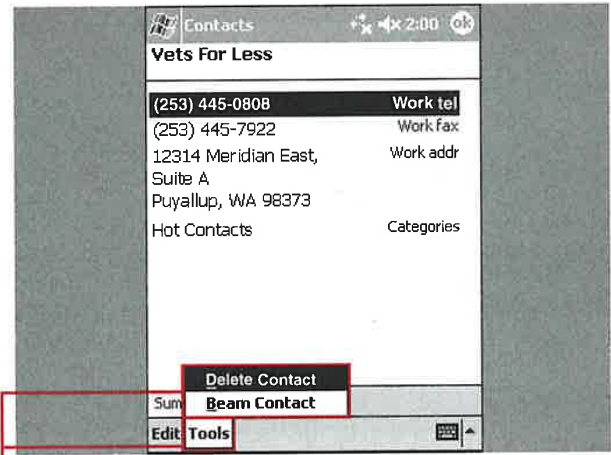 Contacts 2:00 ok
Vets For Less
(253) 445-0808 Work tel
(253) 445-7922 Work fax
12314 Meridian East, Work addr
Suite A
Puyallup, WA 98373
Hot Contacts Categories
Delete Contact
Sum Beam Contact
Edit Tools